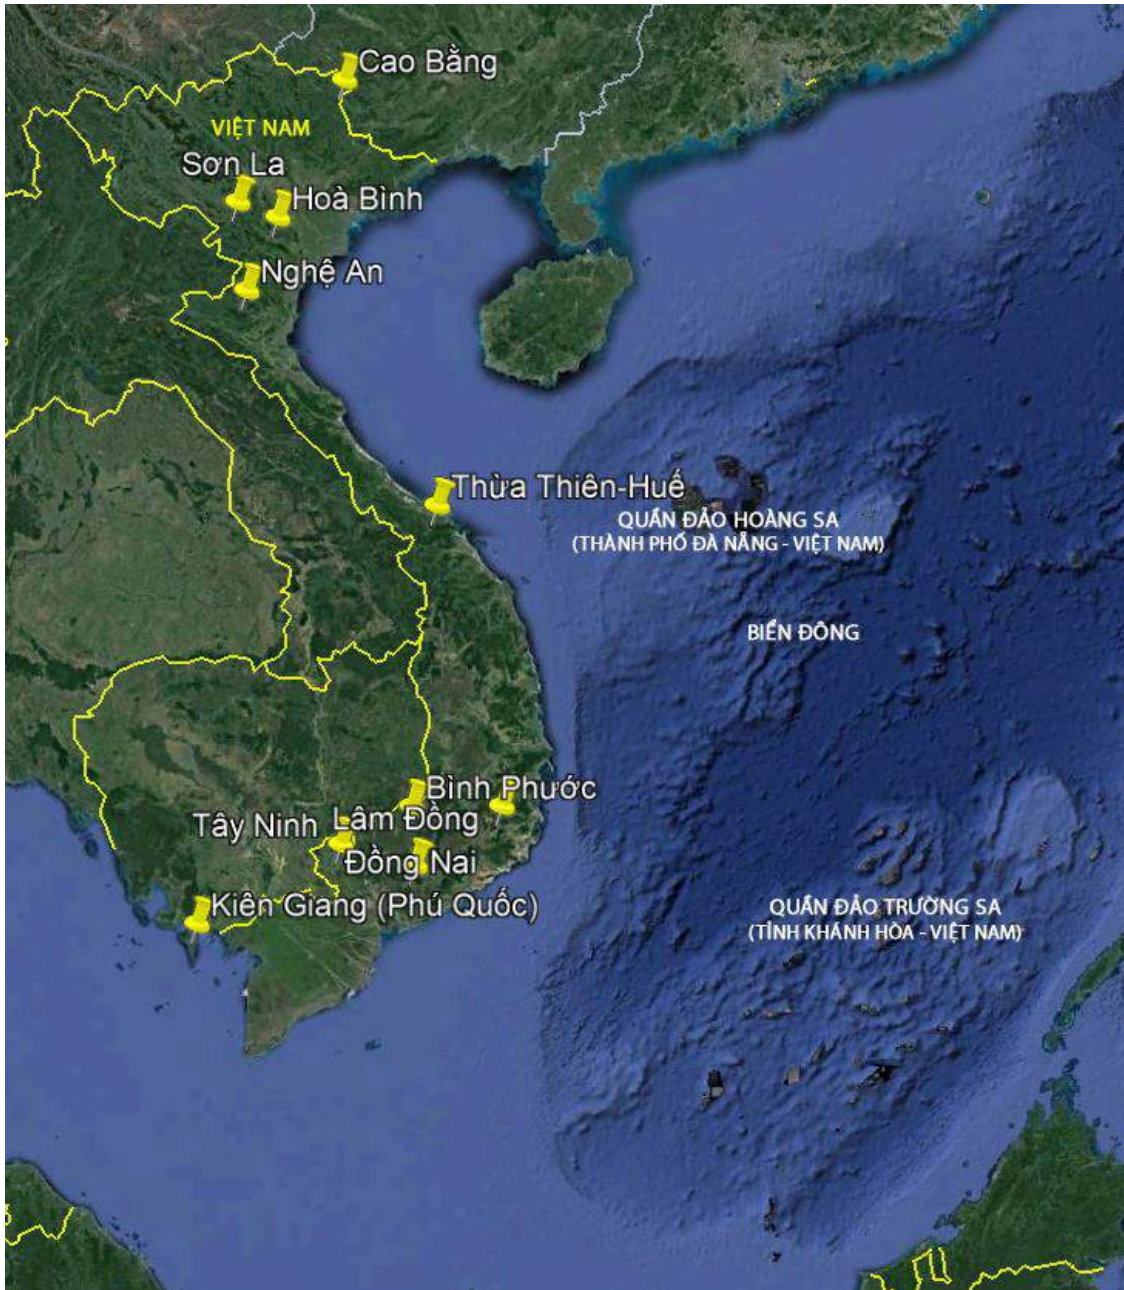 Cao Bằng
VIỆT NAM
Sơn La
Hoà Bình
Nghệ An
Thừa Thiên-Huế
QUẦN ĐẢO HOÀNG SA
(THÀNH PHỐ ĐÀ NẴNG - VIỆT NAM)
BIỂN ĐÔNG
Bình Phước
Tây Ninh
Lâm Đồng
Đồng Nai
Kiên Giang (Phú Quốc)
QUẦN ĐẢO TRƯỜNG SA
(TỈNH KHÁNH HÒA - VIỆT NAM)